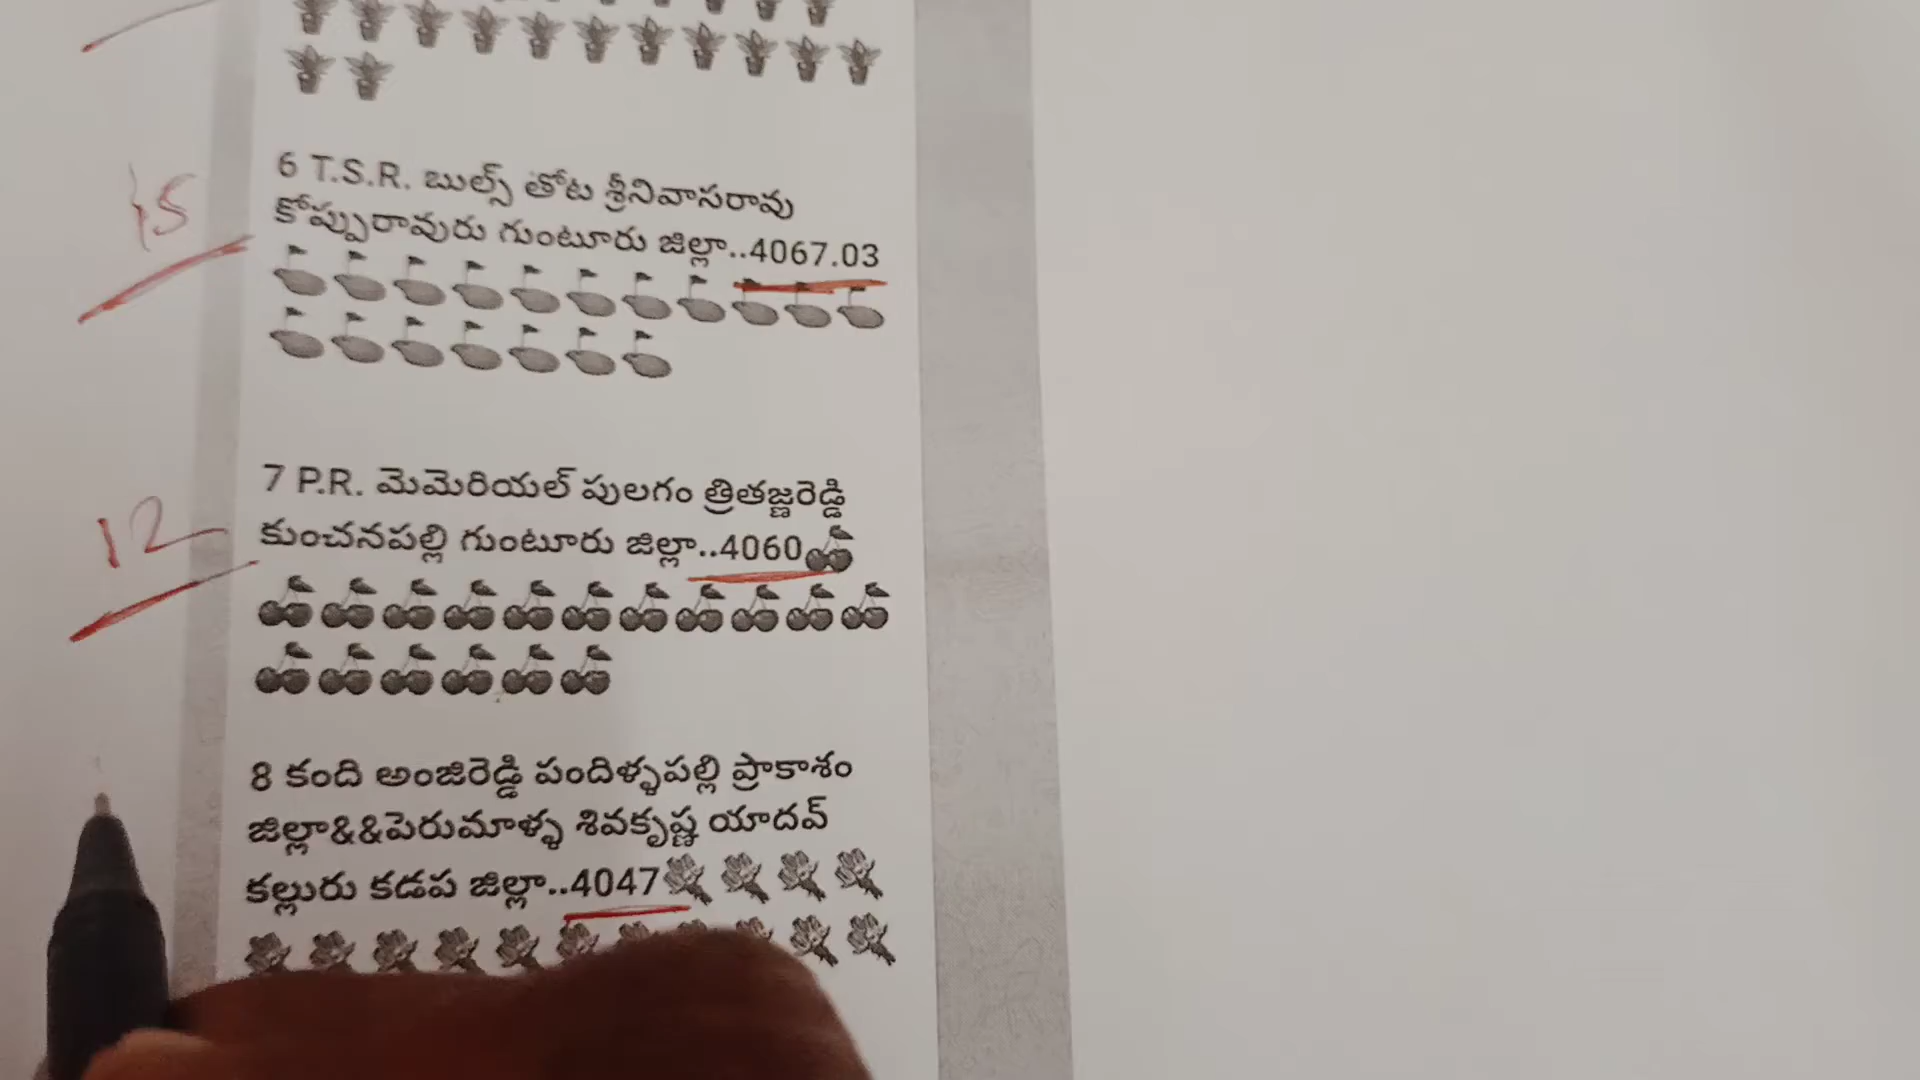 15
6 T.S.R. బుల్స్ తోట శ్రీనివాసరావు
కోప్పురావురు గుంటూరు జిల్లా..4067.03
7 P.R. మెమెరియల్ పులగం త్రితజ్ఞరెడ్డి
12
కుంచనపల్లి గుంటూరు జిల్లా..4060
8 కంది అంజిరెడ్డి పందిళ్ళపల్లి ప్రాకాశం
జిల్లా&&పెరుమాళ్ళ శివకృష్ణ యాదవ్
కల్లురు కడప జిల్లా..4047